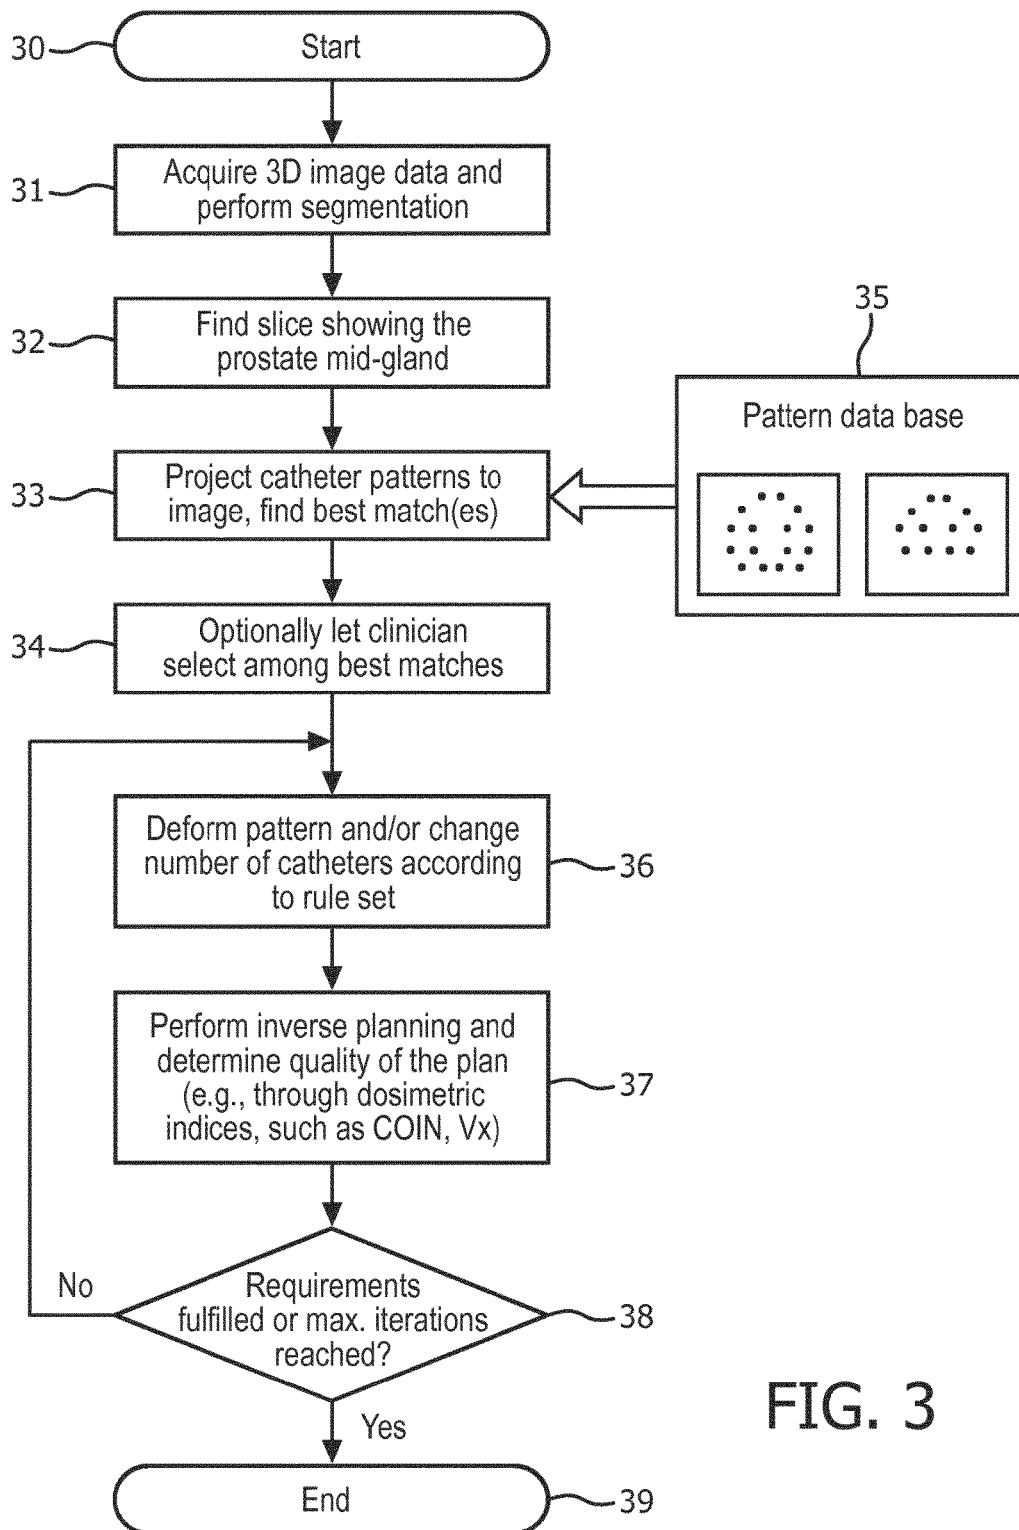 30
Start
31
Acquire 3D image data and
perform segmentation
32
Find slice showing the
prostate mid-gland
35
Pattern data base
33
Project catheter patterns to
image, find best match(es)
34
Optionally let clinician
select among best matches
Deform pattern and/or change
number of catheters according
to rule set
36
Perform inverse planning and
determine quality of the plan
(e.g., through dosimetric
indices, such as COIN, Vx)
37
No
Requirements
fulfilled or max. iterations
reached?
38
Yes
End
39
FIG. 3